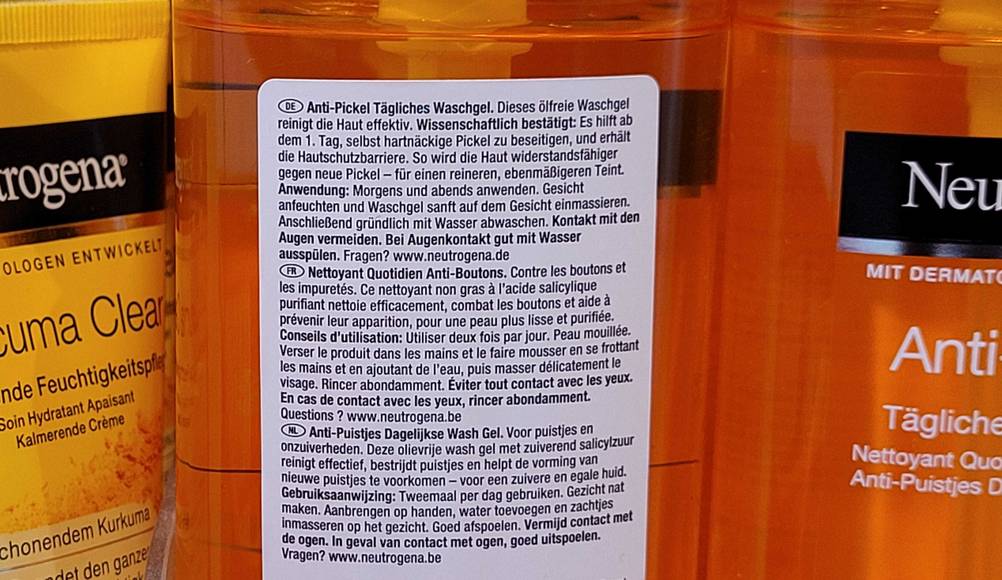 DE Anti-Pickel Tägliches Waschgel. Dieses ölfreie Waschgel
reinigt die Haut effektiv. Wissenschaftlich bestätigt: Es hilft ab
dem 1. Tag, selbst hartnäckige Pickel zu beseitigen, und erhält
die Hautschutzbarriere. So wird die Haut widerstandsfähiger
gegen neue Pickel – für einen reineren, ebenmäßigeren Teint.
Anwendung: Morgens und abends anwenden. Gesicht
anfeuchten und Waschgel sanft auf dem Gesicht einmassieren.
Anschließend gründlich mit Wasser abwaschen. Kontakt mit den
Augen vermeiden. Bei Augenkontakt gut mit Wasser
ausspülen. Fragen? www.neutrogena.de
FR Nettoyant Quotidien Anti-Boutons. Contre les boutons et
les impuretés. Ce nettoyant non gras à l'acide salicylique
purifiant nettoie efficacement, combat les boutons et aide à
prévenir leur apparition, pour une peau plus lisse et purifiée.
Conseils d'utilisation: Utiliser deux fois par jour. Peau mouillée.
Verser le produit dans les mains et le faire mousser en se frottant
les mains et en ajoutant de l'eau, puis masser délicatement le
visage. Rincer abondamment. Éviter tout contact avec les yeux.
En cas de contact avec les yeux, rincer abondamment.
Questions ? www.neutrogena.be
NL Anti-Puistjes Dagelijkse Wash Gel. Voor puistjes en
onzuiverheden. Deze olievrije wash gel met zuiverend salicylzuur
reinigt effectief, bestrijdt puistjes en helpt de vorming van
nieuwe puistjes te voorkomen – voor een zuivere en egale huid.
Gebruiksaanwijzing: Tweemaal per dag gebruiken. Gezicht nat
maken. Aanbrengen op handen, water toevoegen en zachtjes
inmasseren op het gezicht. Goed afspoelen. Vermijd contact met
de ogen. In geval van contact met ogen, goed uitspoelen.
Vragen? www.neutrogena.be
rogena®
OLOGEN ENTWICKELT
cuma Clear
nde Feuchtigkeitspfle
Soin Hydratant Apaisant
Kalmerende Crème
chonendem Kurkuma
det den ganze
Neu
MIT DERMATO
Anti-
Tägliche
Nettoyant Quo
Anti-Puistjes D